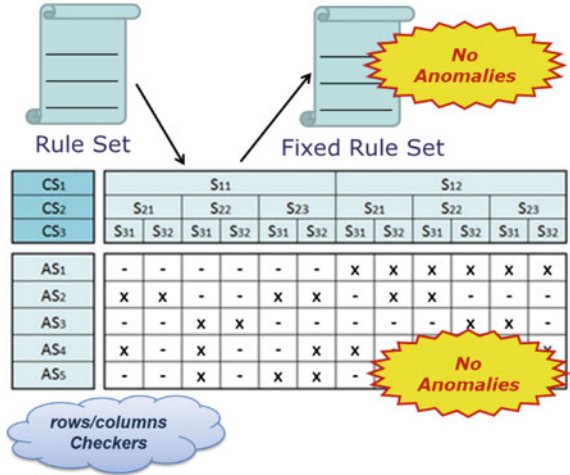 No
Anomalies
Rule Set
Fixed Rule Set
CS1 S11 S12
CS2 S21 S22 S23 S21 S22 S23
CS3 S31 S32 S31 S32 S31 S32 S31 S32 S31 S32 S31 S32
AS1 - - - - - - x x x x x x
AS2 x x - - x x - x x - - -
AS3 - - x x - - - - - x x -
AS4 x - x - - x x x
AS5 - - x - x x -
No
Anomalies
rows/columns
Checkers